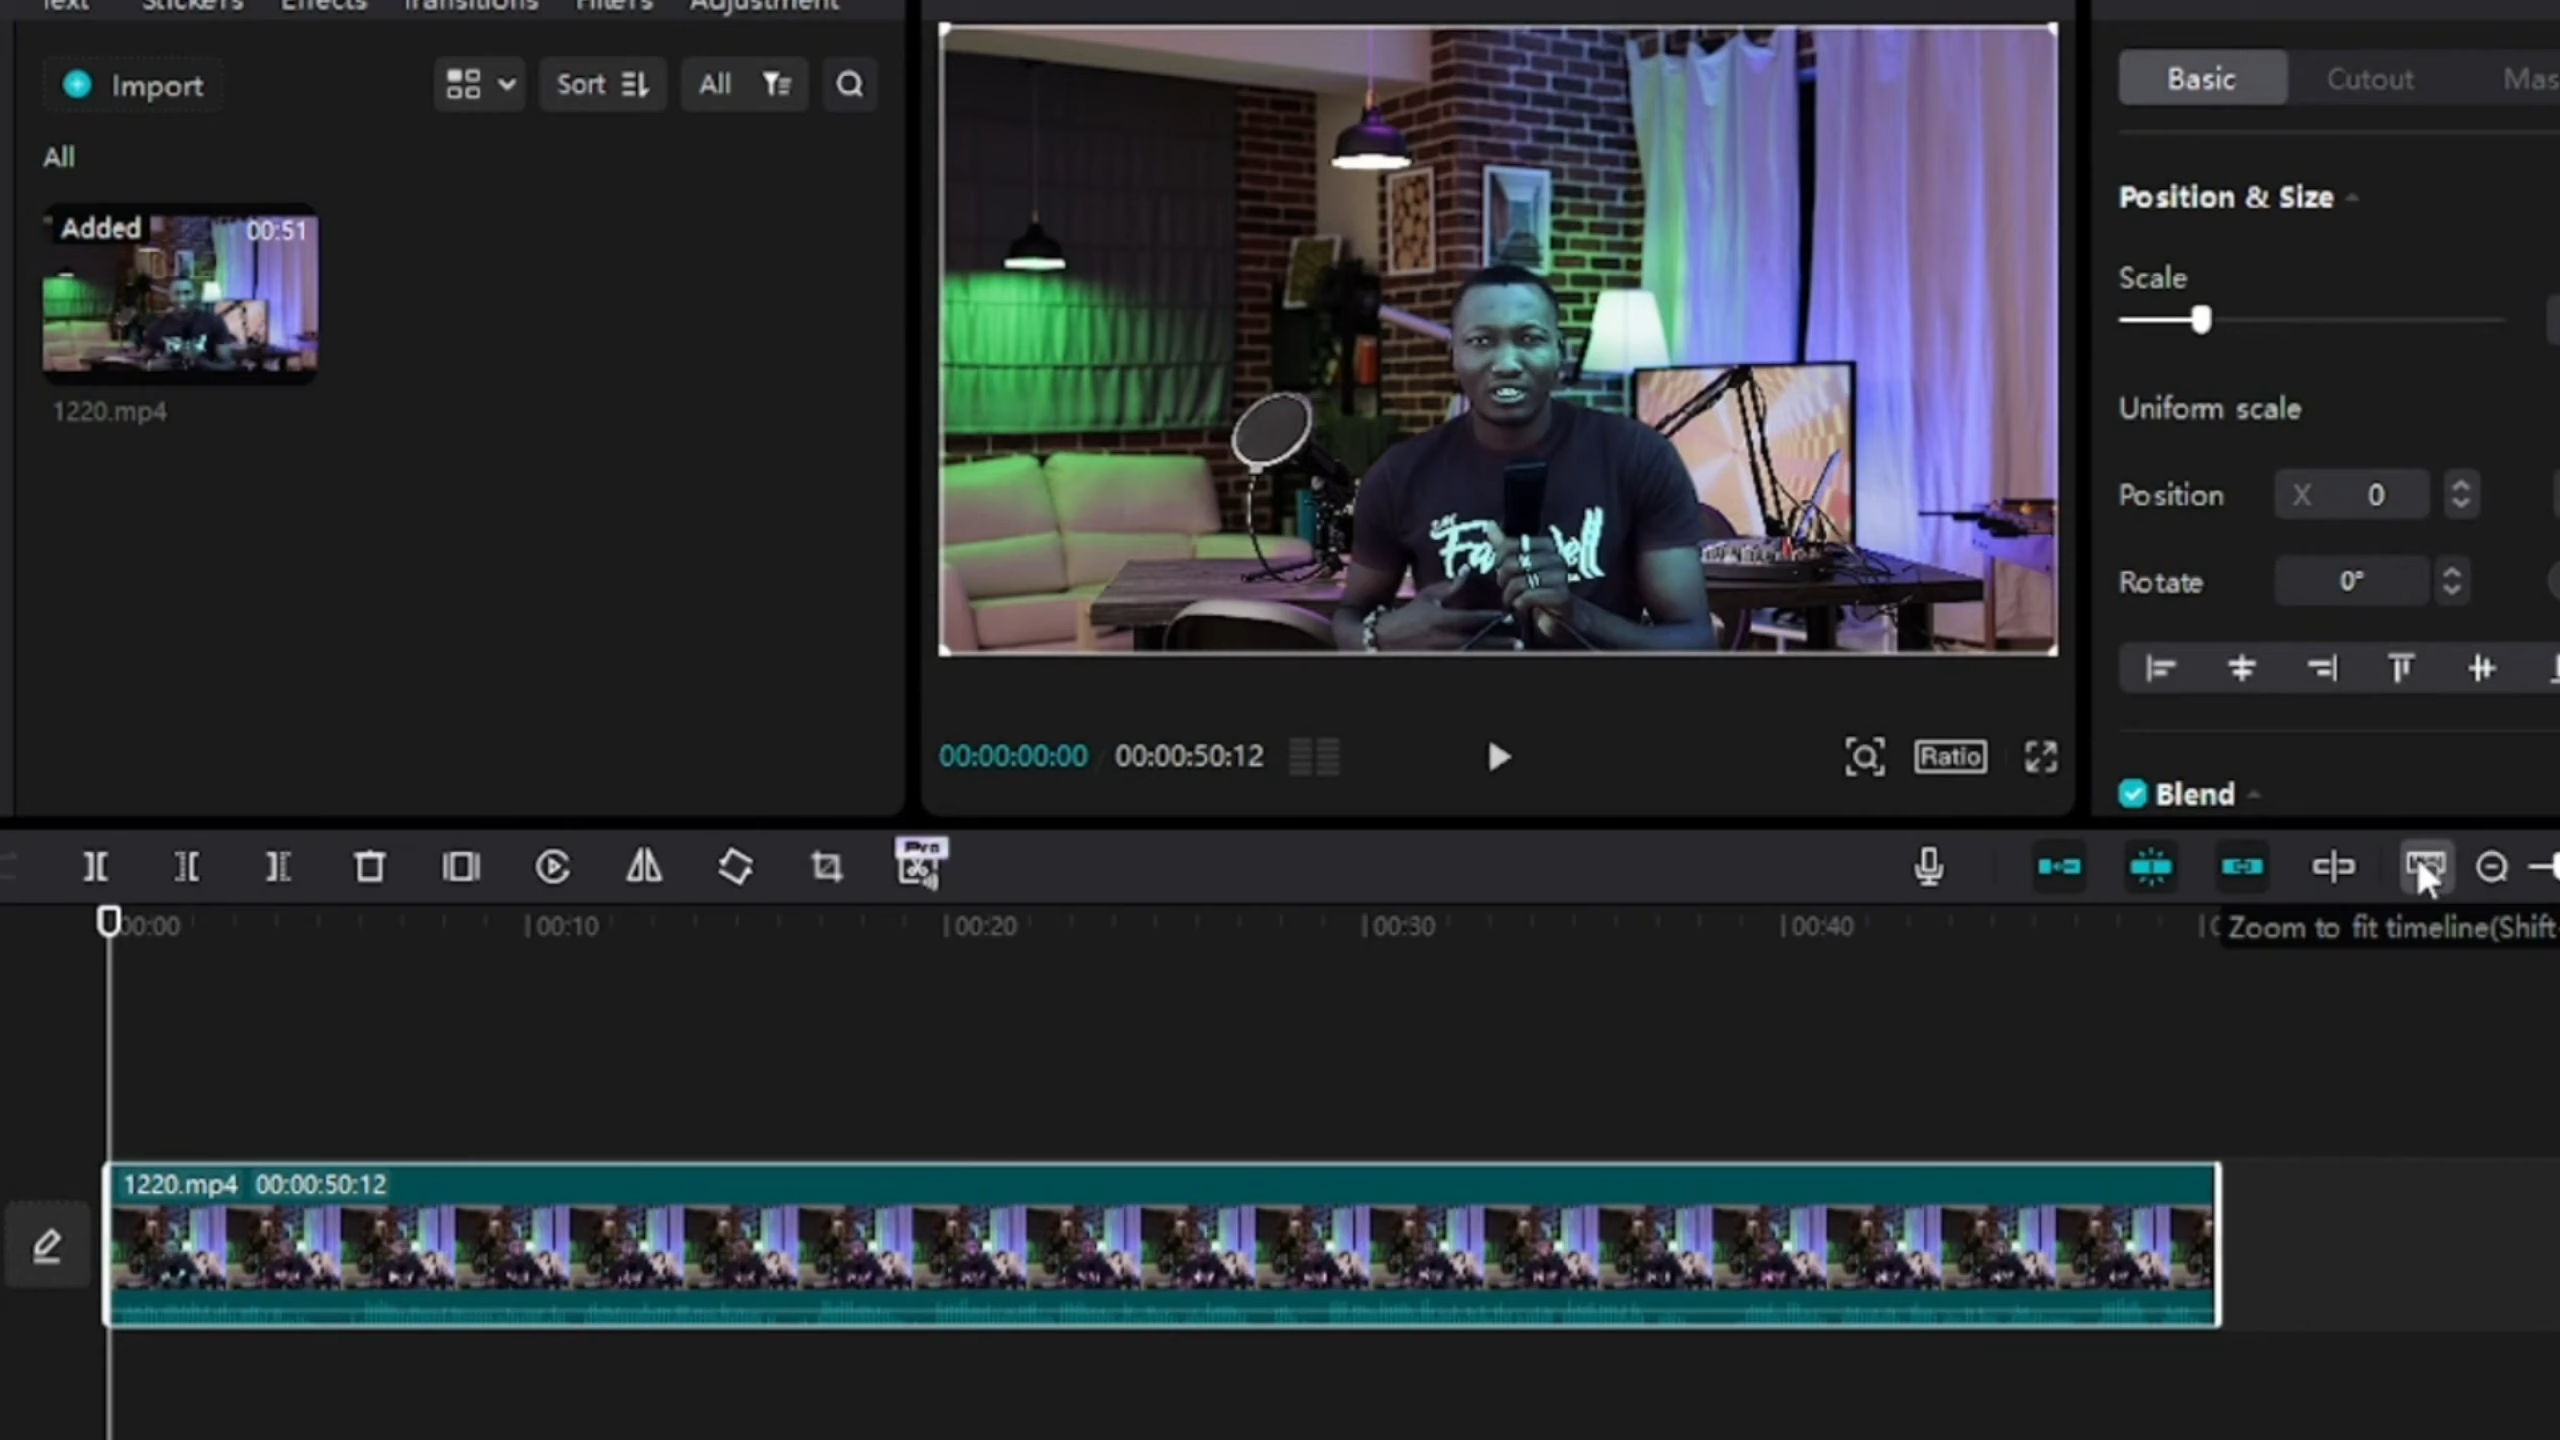 Text Stickers Effects Transitions Filters Adjustment
Import
Sort
All
All
Added
00:51
1220.mp4
00:00:00:00 / 00:00:50:12
Ratio
Basic
Cutout
Position & Size
Scale
Uniform scale
Position
X 0
Rotate
0°
Blend
Pro
00:00
00:10
00:20
00:30
00:40
Zoom to fit timeline(Shift
1220.mp4 00:00:50:12